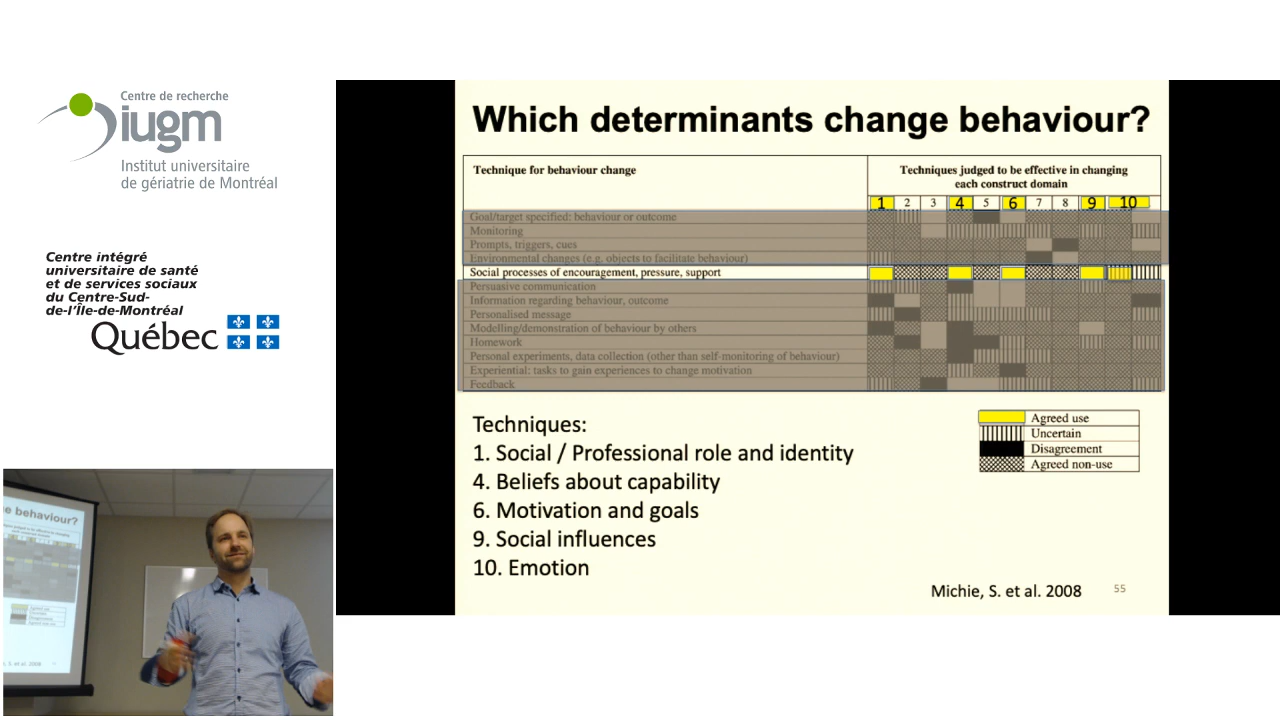 Centre de recherche
iugm
Institut universitaire
de gériatrie de Montréal
Centre intégré
universitaire de santé
et de services sociaux
du Centre-Sud-
de-l'Île-de-Montréal
Québec
Which determinants change behaviour?
Technique for behaviour change
Techniques judged to be effective in changing
each construct domain
1 2 3 4 5 6 7 8 9 10
Goal/target specified: behaviour or outcome
Monitoring
Prompts, triggers, cues
Environmental changes (e.g. objects to facilitate behaviour)
Social processes of encouragement, pressure, support
Persuasive communication
Information regarding behaviour, outcome
Personalised message
Modelling/demonstration of behaviour by others
Homework
Personal experiments, data collection (other than self-monitoring of behaviour)
Experiential: tasks to gain experiences to change motivation
Feedback
Techniques:
1. Social / Professional role and identity
4. Beliefs about capability
6. Motivation and goals
9. Social influences
10. Emotion
Agreed use
Uncertain
Disagreement
Agreed non-use
Michie, S. et al. 2008
55
e behaviour?
S. et al. 2008